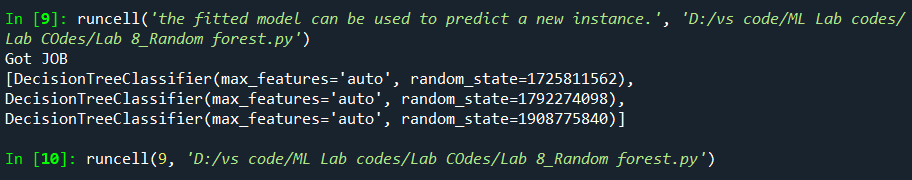 In [9]: runcell('the fitted model can be used to predict a new instance.', 'D:/vs code/ML Lab codes/
Lab COdes/Lab 8_Random forest.py')
Got JOB
[DecisionTreeClassifier(max_features='auto', random_state=1725811562),
DecisionTreeClassifier(max_features='auto', random_state=1792274098),
DecisionTreeClassifier(max_features='auto', random_state=1908775840)]
In [10]: runcell(9, 'D:/vs code/ML Lab codes/Lab COdes/Lab 8_Random forest.py')